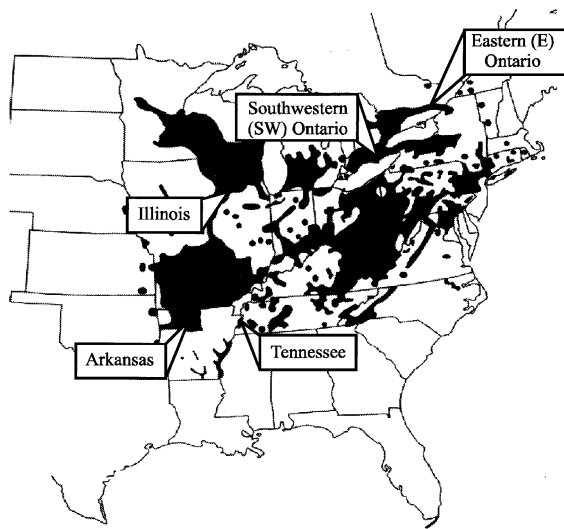 Eastern (E)
Ontario
Southwestern
(SW) Ontario
Illinois
Arkansas
Tennessee